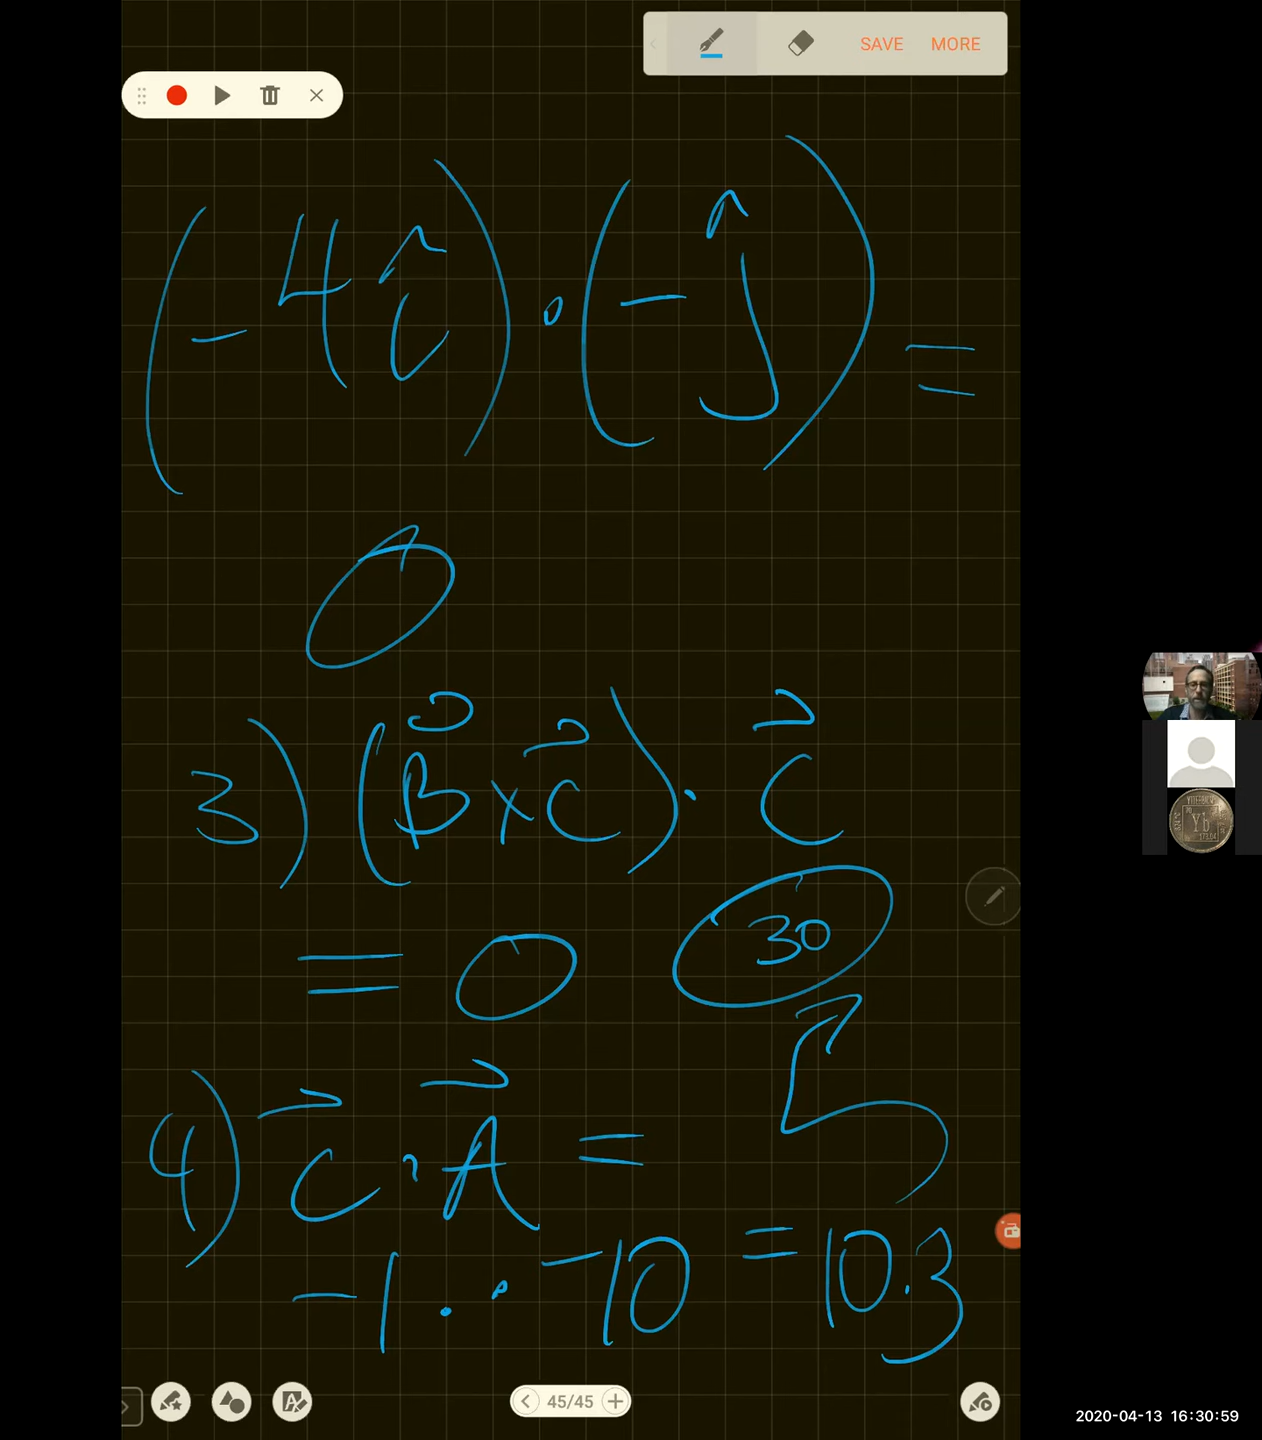 SAVE MORE
(-4î)·(-ĵ)=
0
3) (B⃗×C⃗)·C⃗
= 0
30
4) C⃗·A⃗ =
-1·-10 = 10·3
Yb
45/45
2020-04-13 16:30:59